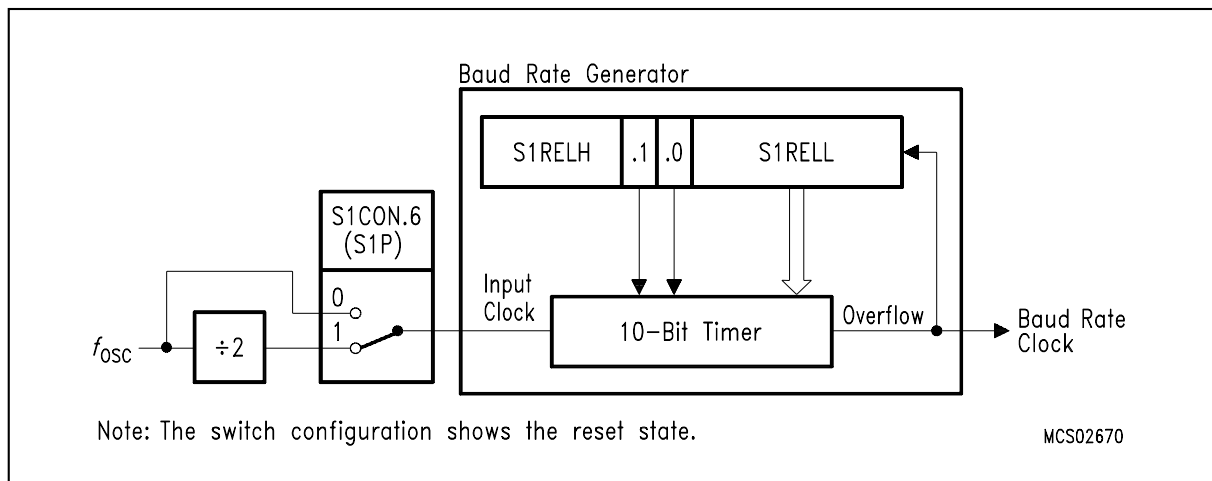 Baud Rate Generator
S1RELH .1 .0 S1RELL
S1CON.6
(S1P)
0
1
Input
Clock
10-Bit Timer
Overflow
Baud Rate
Clock
fOSC
÷2
Note: The switch configuration shows the reset state.
MCS02670